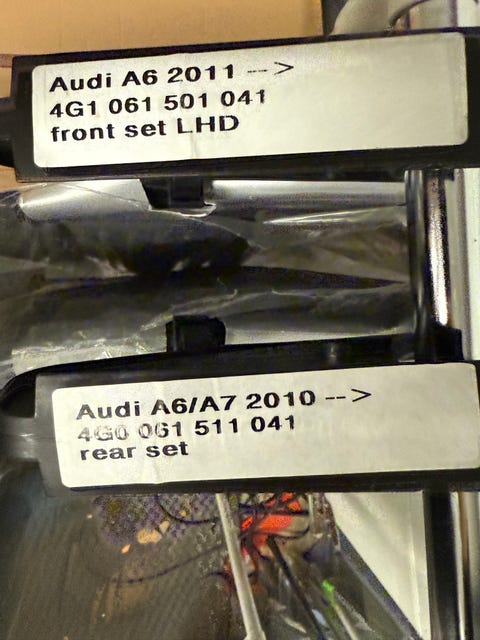 Audi A6 2011 -->
4G1 061 501 041
front set LHD
Audi A6/A7 2010 -->
4G0 061 511 041
rear set